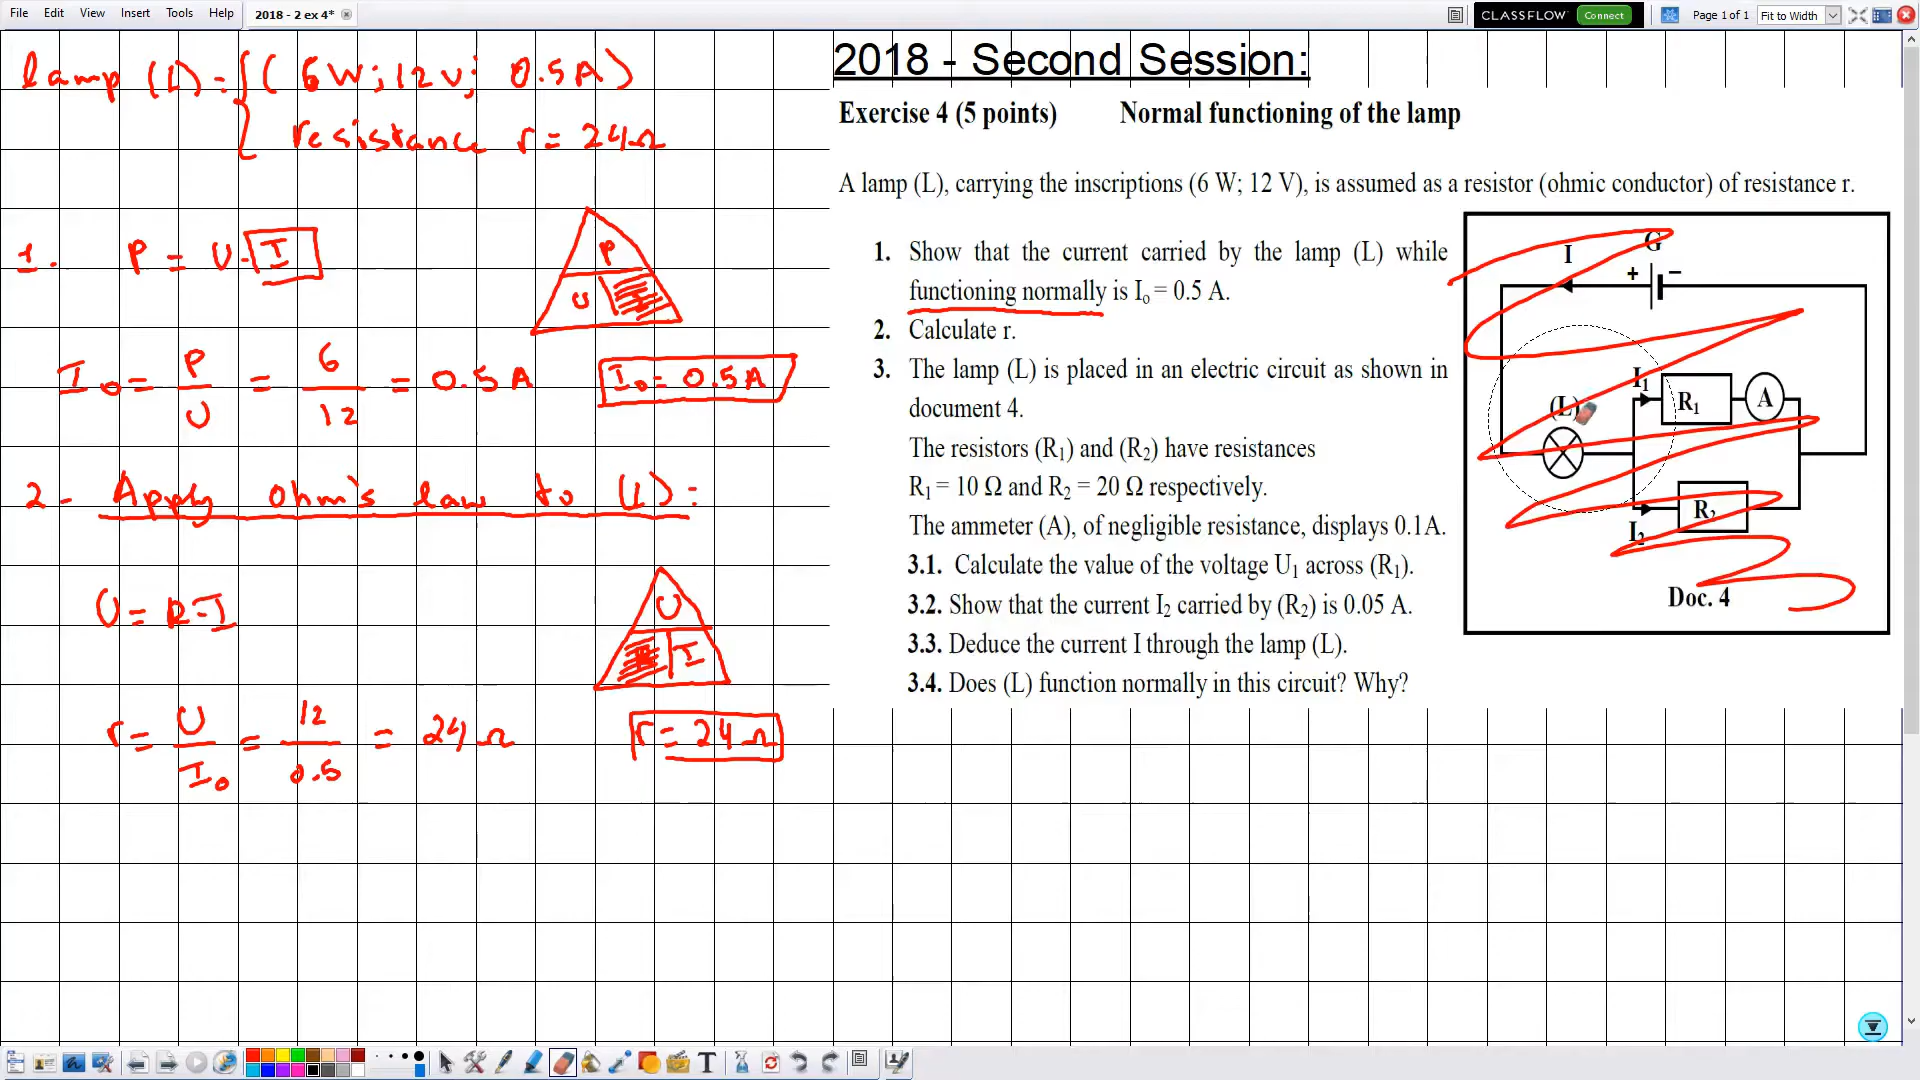 File Edit View Insert Tools Help 2018 - 2 ex 4* CLASSFLOW Connect Page 1 of 1 Fit to Width
lamp (L) : { ( 6 W ; 12 V ; 0.5 A )
resistance r = 24 Ω
1. P = U . I
P
U I
I₀ = P / U = 6 / 12 = 0.5 A I₀ = 0.5 A
2- Apply ohm's law to (L) :
U = R . I
U
R I
r = U / I₀ = 12 / 0.5 = 24 Ω r = 24 Ω
2018 - Second Session:
Exercise 4 (5 points) Normal functioning of the lamp
A lamp (L), carrying the inscriptions (6 W; 12 V), is assumed as a resistor (ohmic conductor) of resistance r.
1. Show that the current carried by the lamp (L) while
functioning normally is Iₒ = 0.5 A.
2. Calculate r.
3. The lamp (L) is placed in an electric circuit as shown in
document 4.
The resistors (R₁) and (R₂) have resistances
R₁ = 10 Ω and R₂ = 20 Ω respectively.
The ammeter (A), of negligible resistance, displays 0.1A.
3.1. Calculate the value of the voltage U₁ across (R₁).
3.2. Show that the current I₂ carried by (R₂) is 0.05 A.
3.3. Deduce the current I through the lamp (L).
3.4. Does (L) function normally in this circuit? Why?
G
I
+ −
I₁
R₁ A
(L)
R₂
I₂
Doc. 4
T